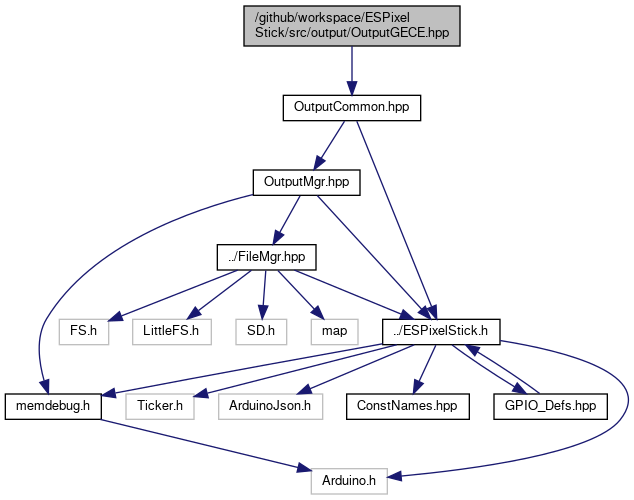 /github/workspace/ESPixel
Stick/src/output/OutputGECE.hpp
OutputCommon.hpp
OutputMgr.hpp
../FileMgr.hpp
FS.h
LittleFS.h
SD.h
map
../ESPixelStick.h
memdebug.h
Ticker.h
ArduinoJson.h
ConstNames.hpp
GPIO_Defs.hpp
Arduino.h